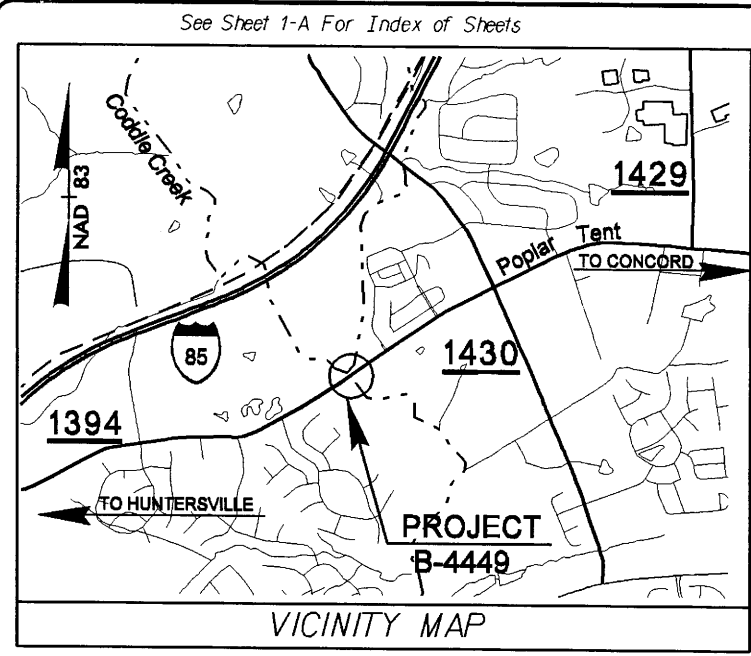 See Sheet 1-A For Index of Sheets
Coddle Creek
NAD 83
1429
Poplar Tent
TO CONCORD
85
1430
1394
TO HUNTERSVILLE
PROJECT
B-4449
VICINITY MAP